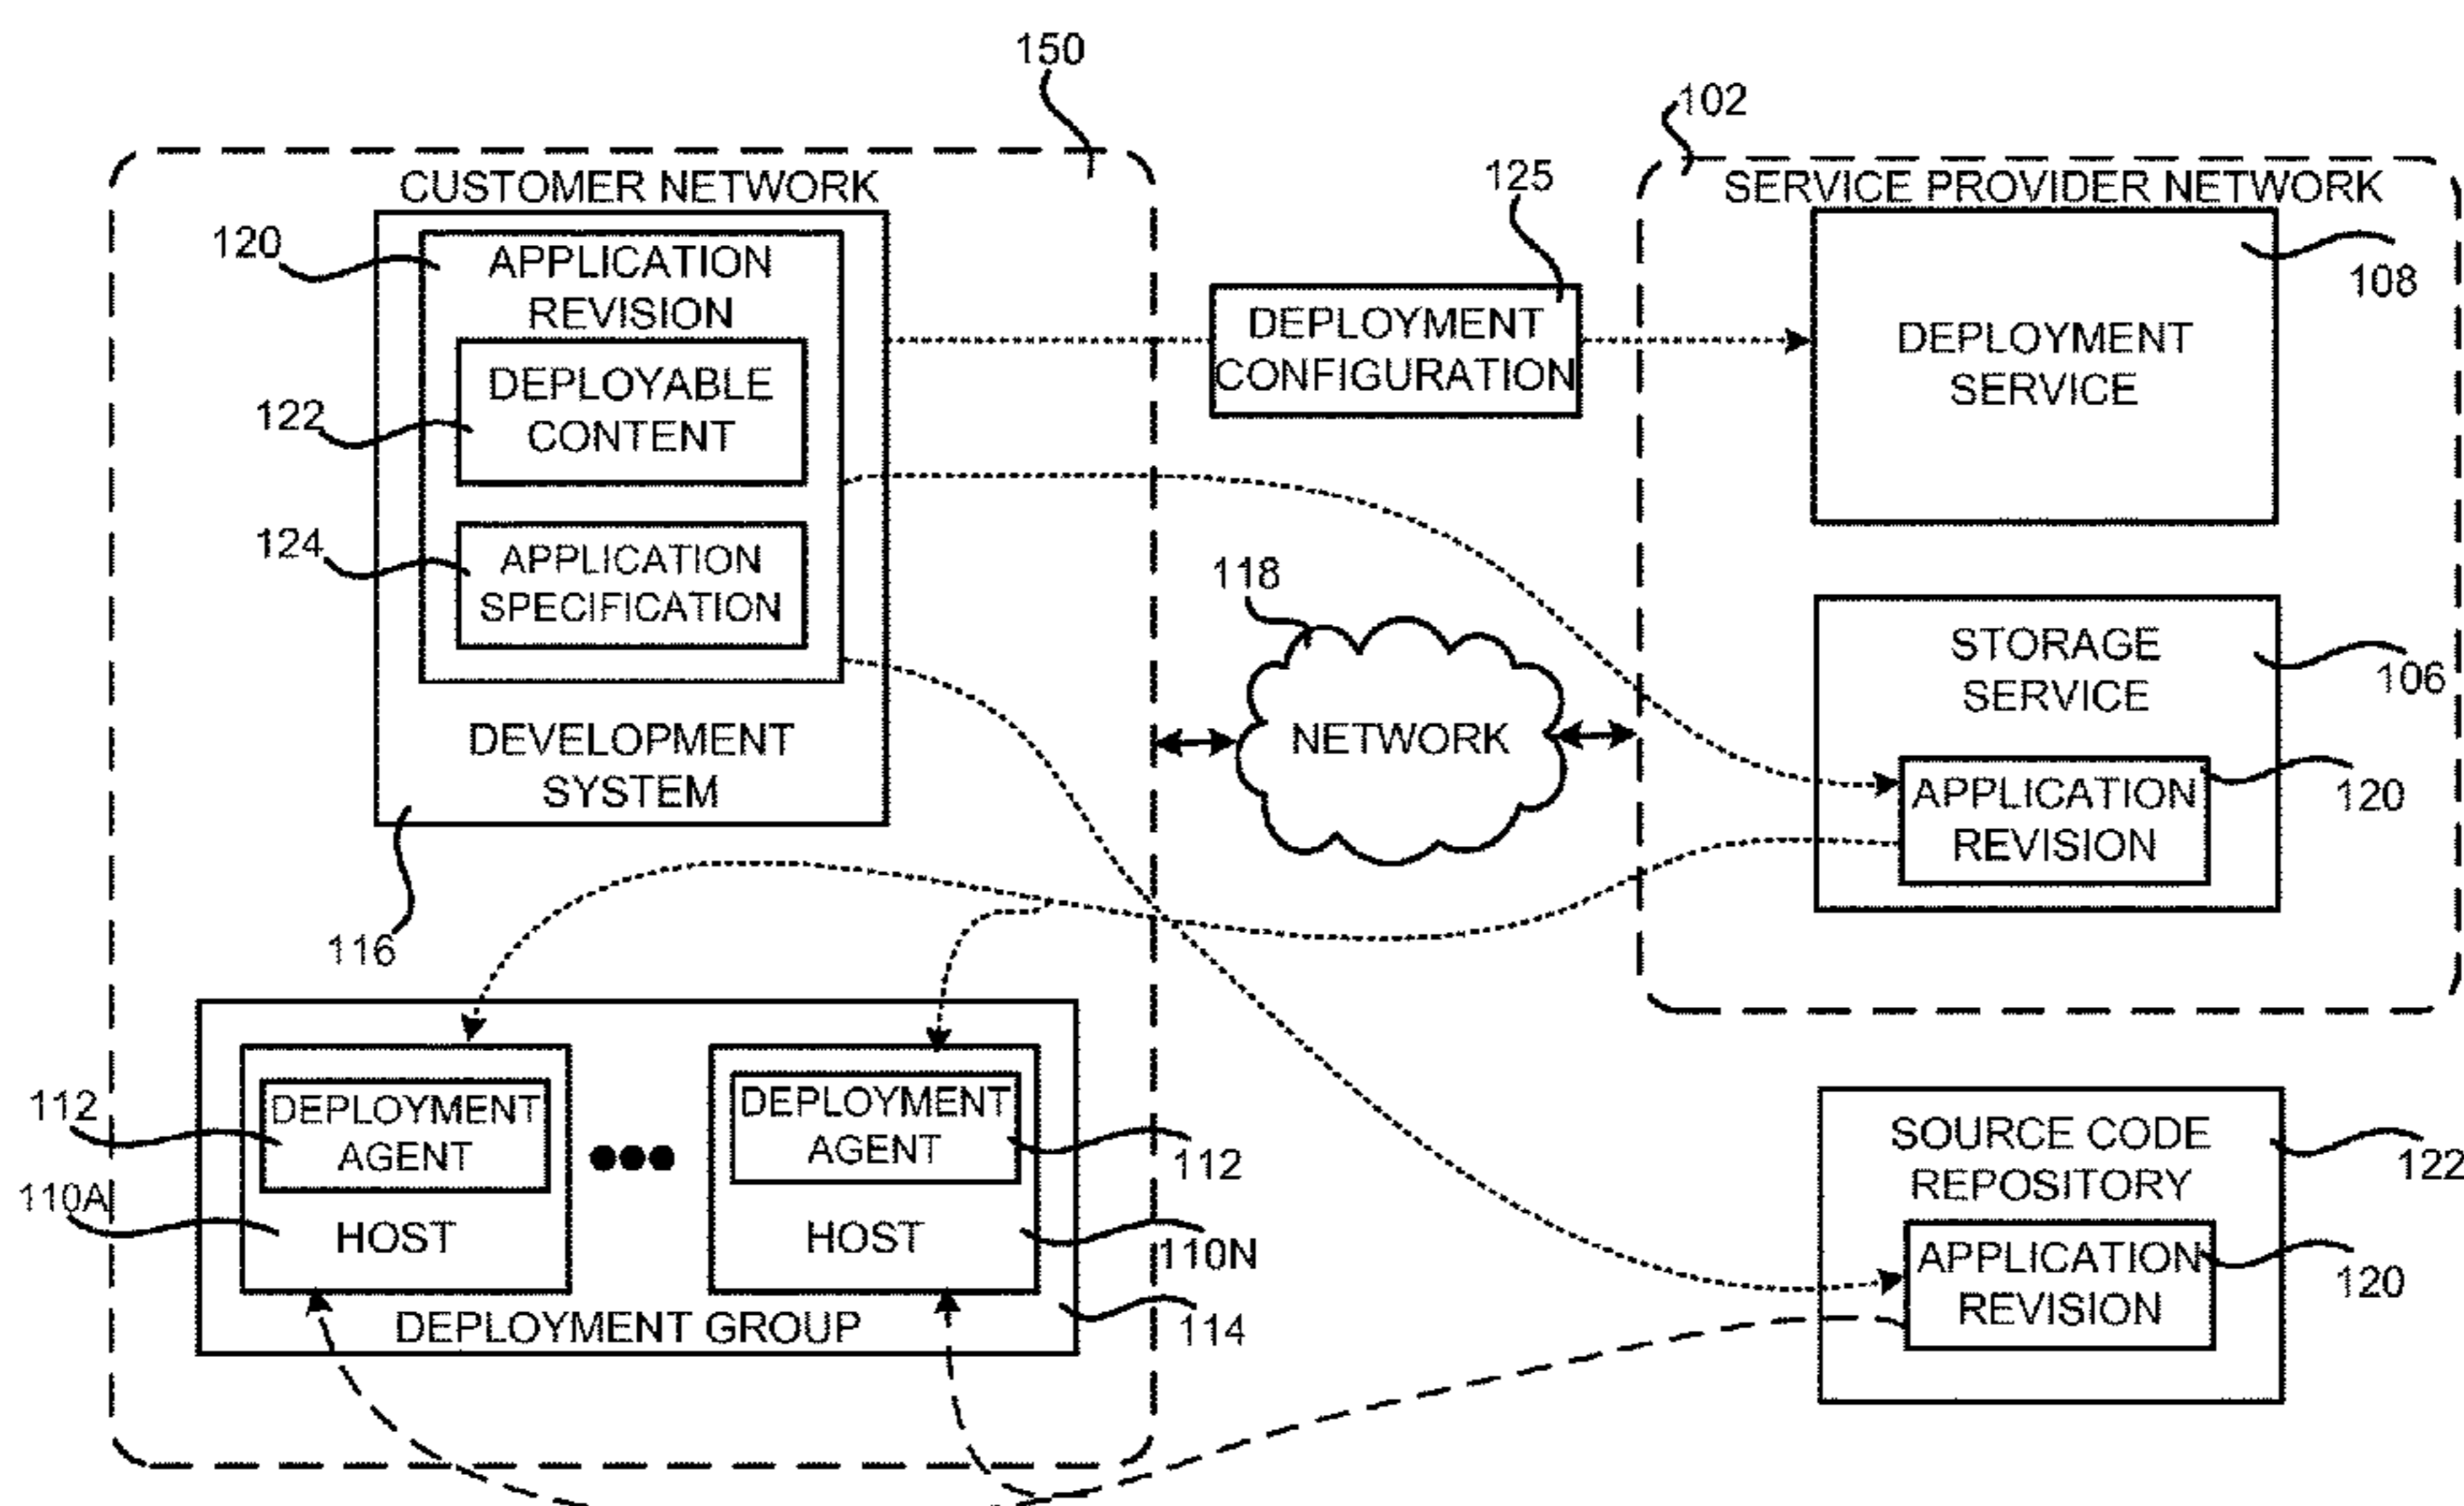 150
102
CUSTOMER NETWORK
125
SERVICE PROVIDER NETWORK
120
APPLICATION
REVISION
108
DEPLOYMENT
CONFIGURATION
DEPLOYMENT
SERVICE
122
DEPLOYABLE
CONTENT
124
APPLICATION
SPECIFICATION
118
STORAGE
SERVICE
106
DEVELOPMENT
SYSTEM
NETWORK
APPLICATION
REVISION
120
116
112
DEPLOYMENT
AGENT
DEPLOYMENT
AGENT
112
SOURCE CODE
REPOSITORY
122
110A
HOST
HOST
110N
APPLICATION
REVISION
120
DEPLOYMENT GROUP
114